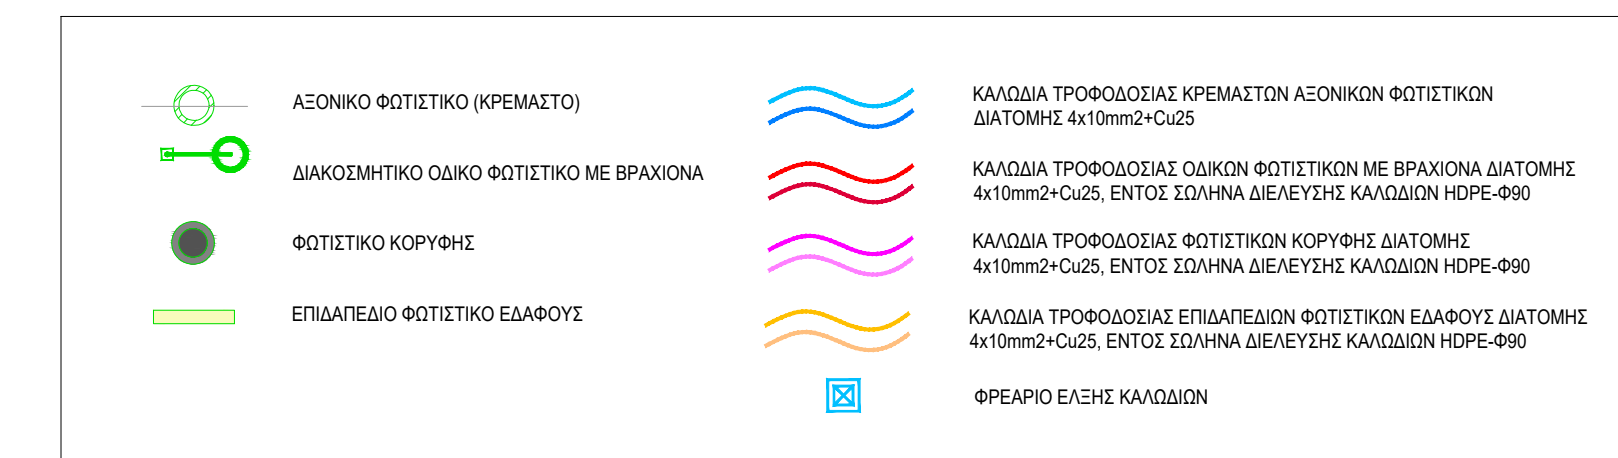 ΑΞΟΝΙΚΟ ΦΩΤΙΣΤΙΚΟ (ΚΡΕΜΑΣΤΟ)
ΔΙΑΚΟΣΜΗΤΙΚΟ ΟΔΙΚΟ ΦΩΤΙΣΤΙΚΟ ΜΕ ΒΡΑΧΙΟΝΑ
ΦΩΤΙΣΤΙΚΟ ΚΟΡΥΦΗΣ
ΕΠΙΔΑΠΕΔΙΟ ΦΩΤΙΣΤΙΚΟ ΕΔΑΦΟΥΣ
ΚΑΛΩΔΙΑ ΤΡΟΦΟΔΟΣΙΑΣ ΚΡΕΜΑΣΤΩΝ ΑΞΟΝΙΚΩΝ ΦΩΤΙΣΤΙΚΩΝ
ΔΙΑΤΟΜΗΣ 4x10mm2+Cu25
ΚΑΛΩΔΙΑ ΤΡΟΦΟΔΟΣΙΑΣ ΟΔΙΚΩΝ ΦΩΤΙΣΤΙΚΩΝ ΜΕ ΒΡΑΧΙΟΝΑ ΔΙΑΤΟΜΗΣ
4x10mm2+Cu25, ΕΝΤΟΣ ΣΩΛΗΝΑ ΔΙΕΛΕΥΣΗΣ ΚΑΛΩΔΙΩΝ HDPE-Φ90
ΚΑΛΩΔΙΑ ΤΡΟΦΟΔΟΣΙΑΣ ΦΩΤΙΣΤΙΚΩΝ ΚΟΡΥΦΗΣ ΔΙΑΤΟΜΗΣ
4x10mm2+Cu25, ΕΝΤΟΣ ΣΩΛΗΝΑ ΔΙΕΛΕΥΣΗΣ ΚΑΛΩΔΙΩΝ HDPE-Φ90
ΚΑΛΩΔΙΑ ΤΡΟΦΟΔΟΣΙΑΣ ΕΠΙΔΑΠΕΔΙΩΝ ΦΩΤΙΣΤΙΚΩΝ ΕΔΑΦΟΥΣ ΔΙΑΤΟΜΗΣ
4x10mm2+Cu25, ΕΝΤΟΣ ΣΩΛΗΝΑ ΔΙΕΛΕΥΣΗΣ ΚΑΛΩΔΙΩΝ HDPE-Φ90
ΦΡΕΑΡΙΟ ΕΛΞΗΣ ΚΑΛΩΔΙΩΝ